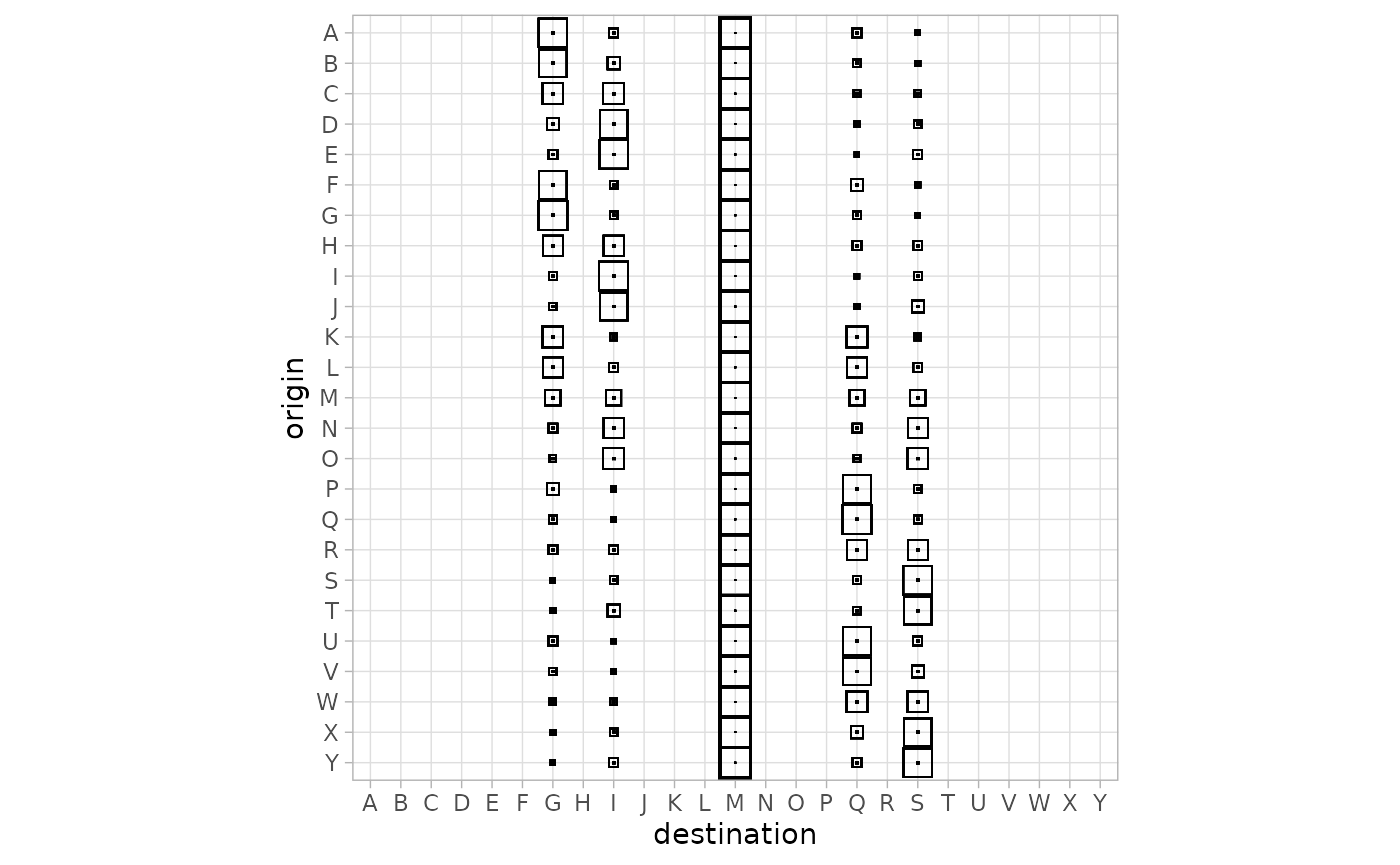 A
B
C
D
E
F
G
H
I
J
K
L
M
N
O
P
Q
R
S
T
U
V
W
X
Y
origin
A B C D E F G H I J K L M N O P Q R S T U V W X Y
destination